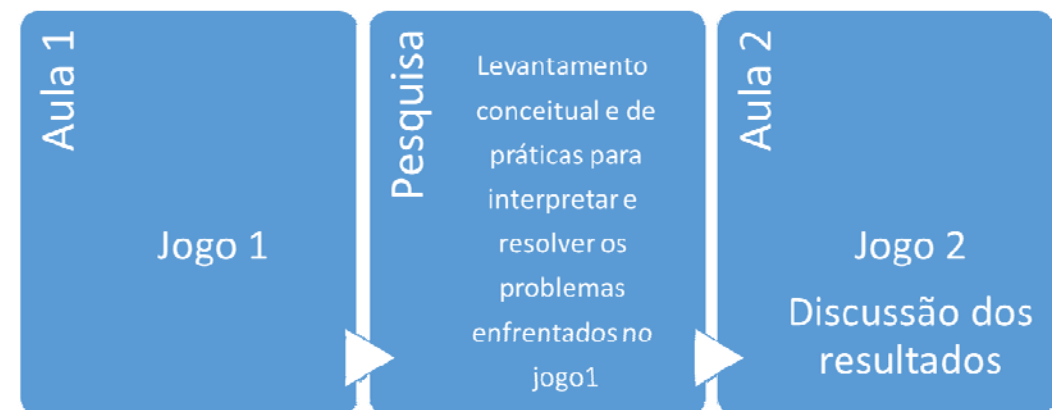 Aula 1
Jogo 1
Pesquisa
Levantamento
conceitual e de
práticas para
interpretar e
resolver os
problemas
enfrentados no
jogo1
Aula 2
Jogo 2
Discussão dos
resultados